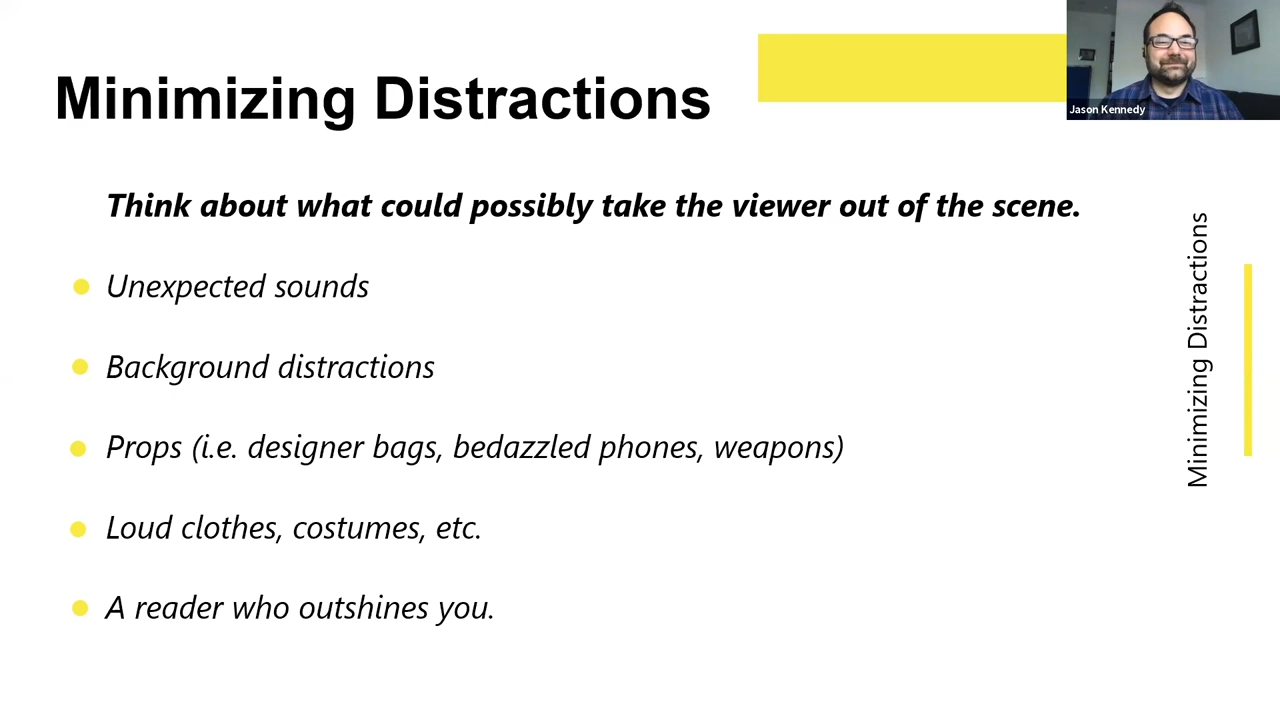 Minimizing Distractions
Jason Kennedy
Think about what could possibly take the viewer out of the scene.
Unexpected sounds
Background distractions
Props (i.e. designer bags, bedazzled phones, weapons)
Loud clothes, costumes, etc.
A reader who outshines you.
Minimizing Distractions